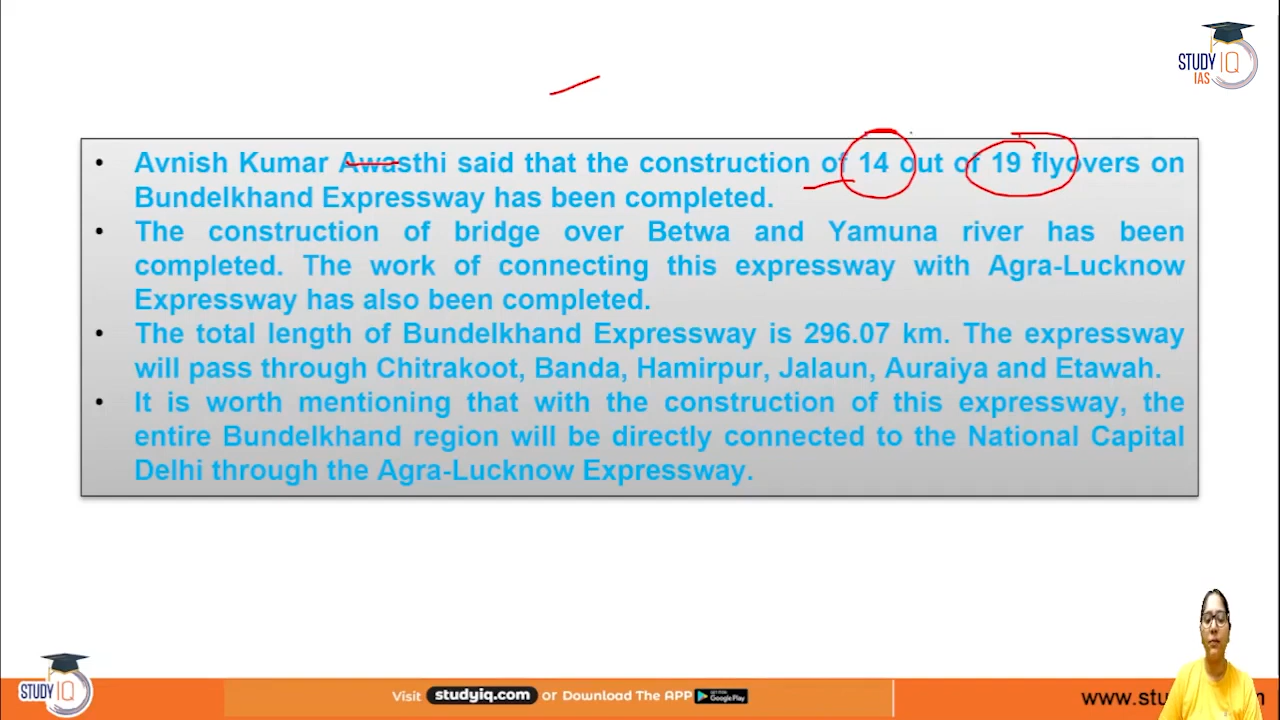 STUDY IQ
IAS
• Avnish Kumar Awasthi said that the construction of 14 out of 19 flyovers on
Bundelkhand Expressway has been completed.
• The construction of bridge over Betwa and Yamuna river has been
completed. The work of connecting this expressway with Agra-Lucknow
Expressway has also been completed.
• The total length of Bundelkhand Expressway is 296.07 km. The expressway
will pass through Chitrakoot, Banda, Hamirpur, Jalaun, Auraiya and Etawah.
• It is worth mentioning that with the construction of this expressway, the
entire Bundelkhand region will be directly connected to the National Capital
Delhi through the Agra-Lucknow Expressway.
STUDY IQ
Visit studyiq.com or Download The APP Google Play